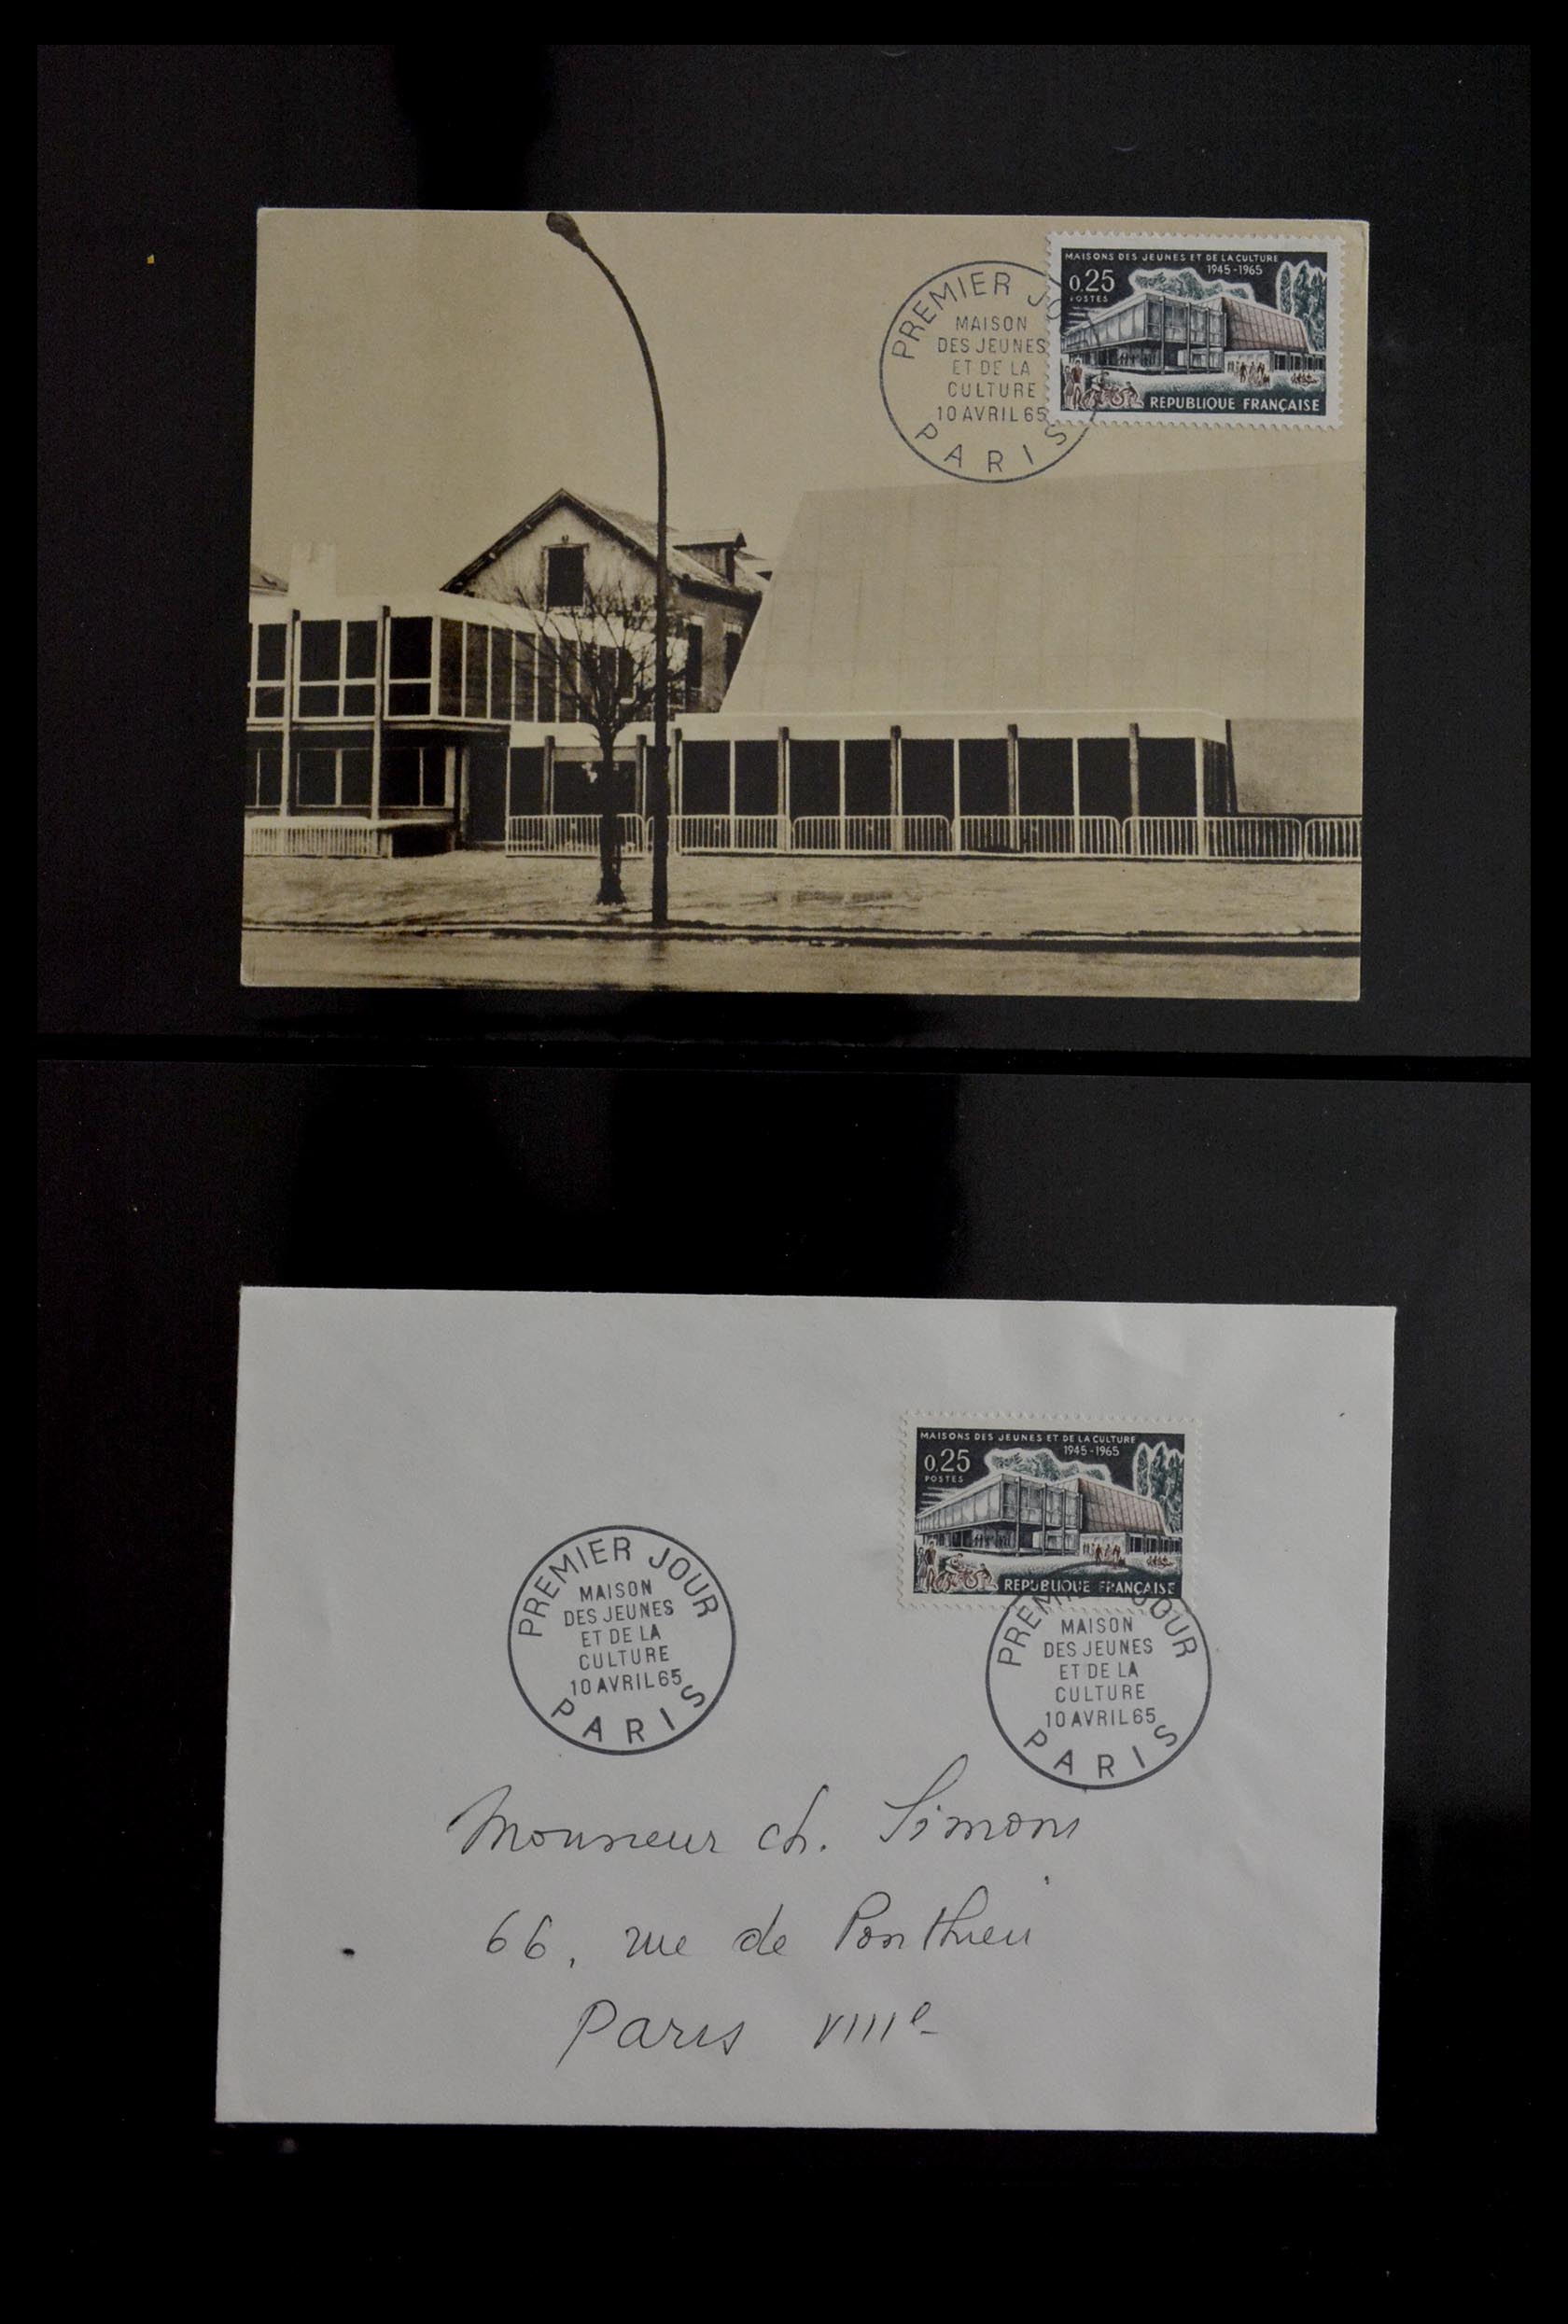 MAISONS DES JEUNES ET DE LA CULTURE
1945-1965
0,25
POSTES
REPUBLIQUE FRANÇAISE
PREMIER JO
MAISON
DES JEUNES
ET DE LA
CULTURE
10 AVRIL 65
PARIS
MAISONS DES JEUNES ET DE LA CULTURE
1945-1965
0,25
POSTES
REPUBLIQUE FRANÇAISE
PREMIER JOUR
MAISON
DES JEUNES
ET DE LA
CULTURE
10 AVRIL 65
PARIS
PREMIER JOUR
MAISON
DES JEUNES
ET DE LA
CULTURE
10 AVRIL 65
PARIS
Monsieur ch. Simons
66, rue de Ponthieu
Paris VIIIe